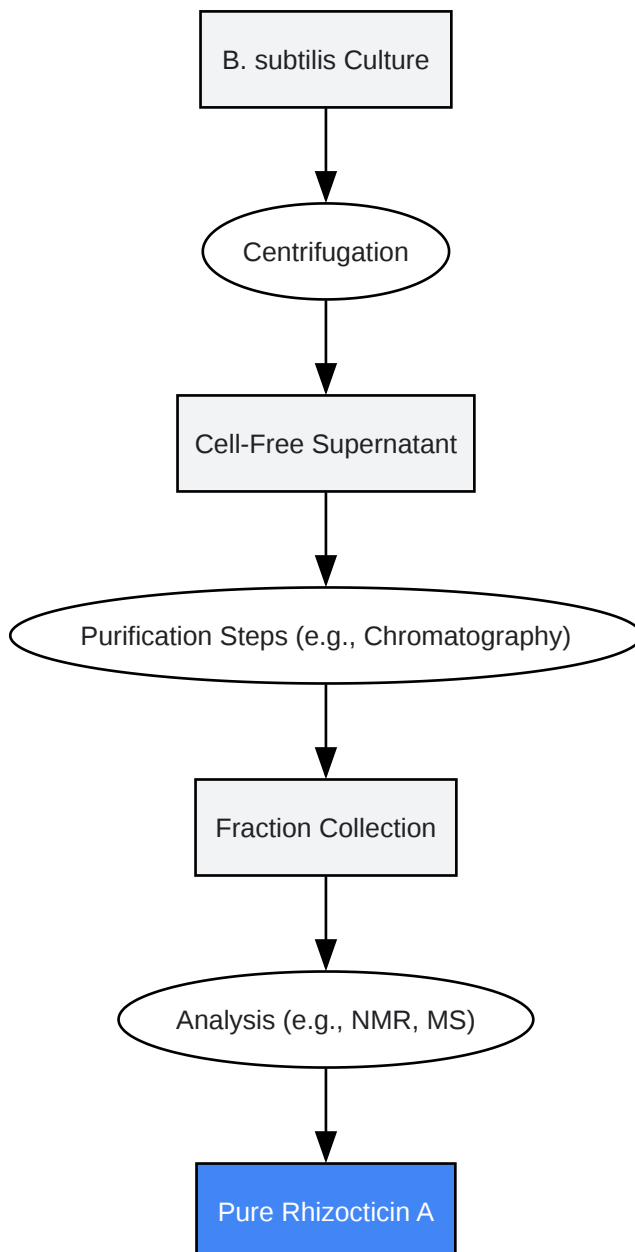 B. subtilis Culture
Centrifugation
Cell-Free Supernatant
Purification Steps (e.g., Chromatography)
Fraction Collection
Analysis (e.g., NMR, MS)
Pure Rhizocticin A